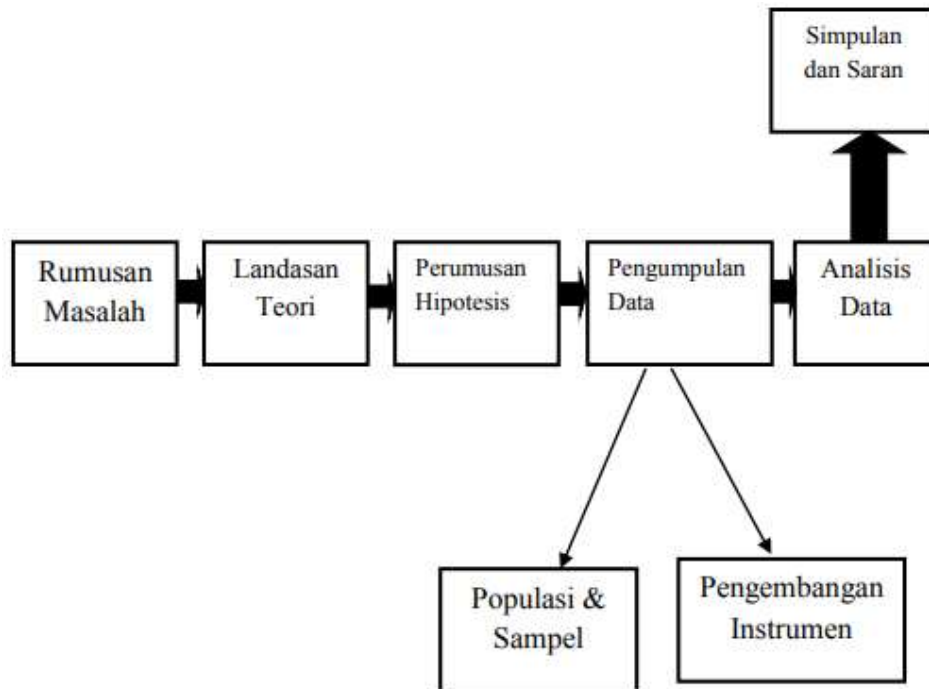 Simpulan
dan Saran
Rumusan
Masalah
Landasan
Teori
Perumusan
Hipotesis
Pengumpulan
Data
Analisis
Data
Populasi &
Sampel
Pengembangan
Instrumen